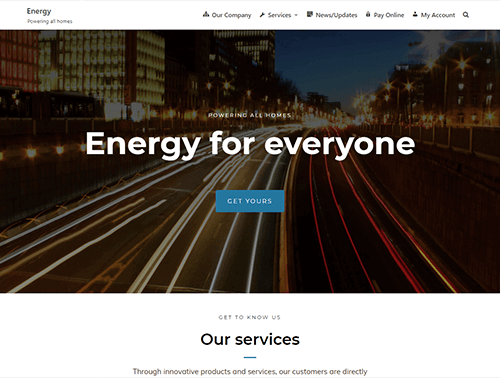 Energy
Powering all homes
Our Company Services News/Updates Pay Online My Account
POWERING ALL HOMES
Energy for everyone
GET YOURS
GET TO KNOW US
Our services
Through innovative products and services, our customers are directly